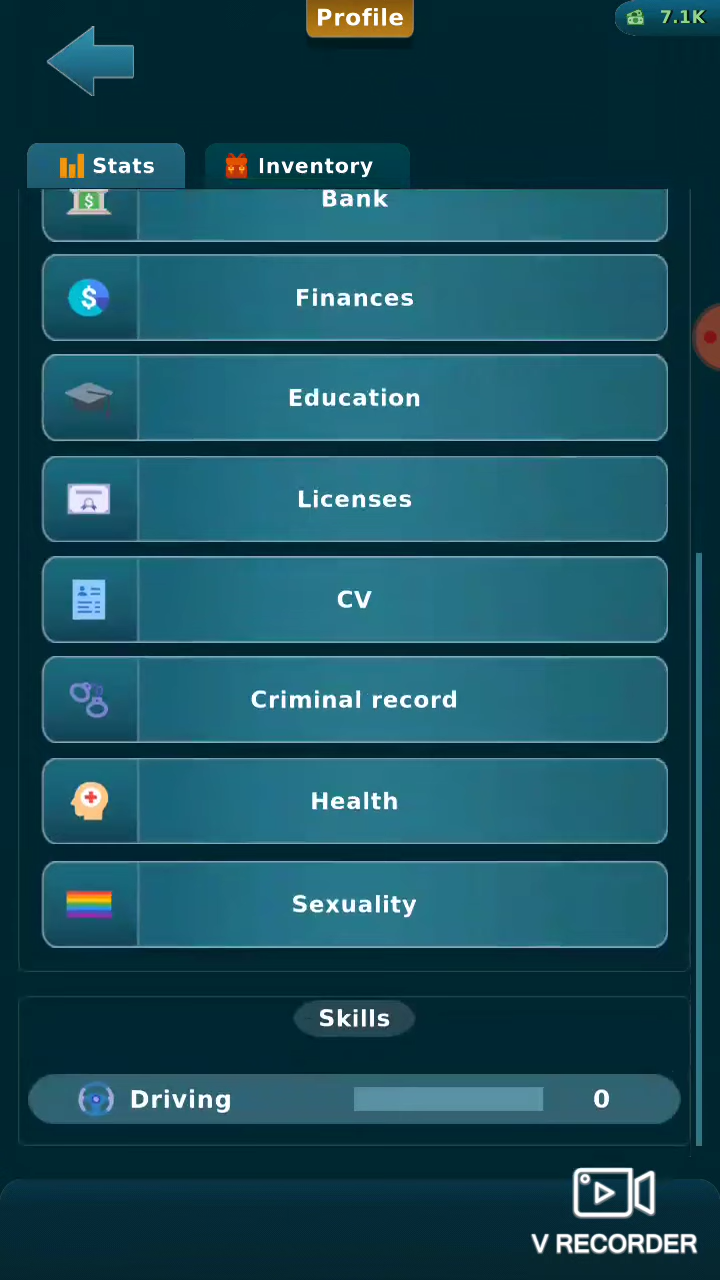 Profile
7.1K
Stats
Inventory
Bank
Finances
Education
Licenses
CV
Criminal record
Health
Sexuality
Skills
Driving
0
V RECORDER